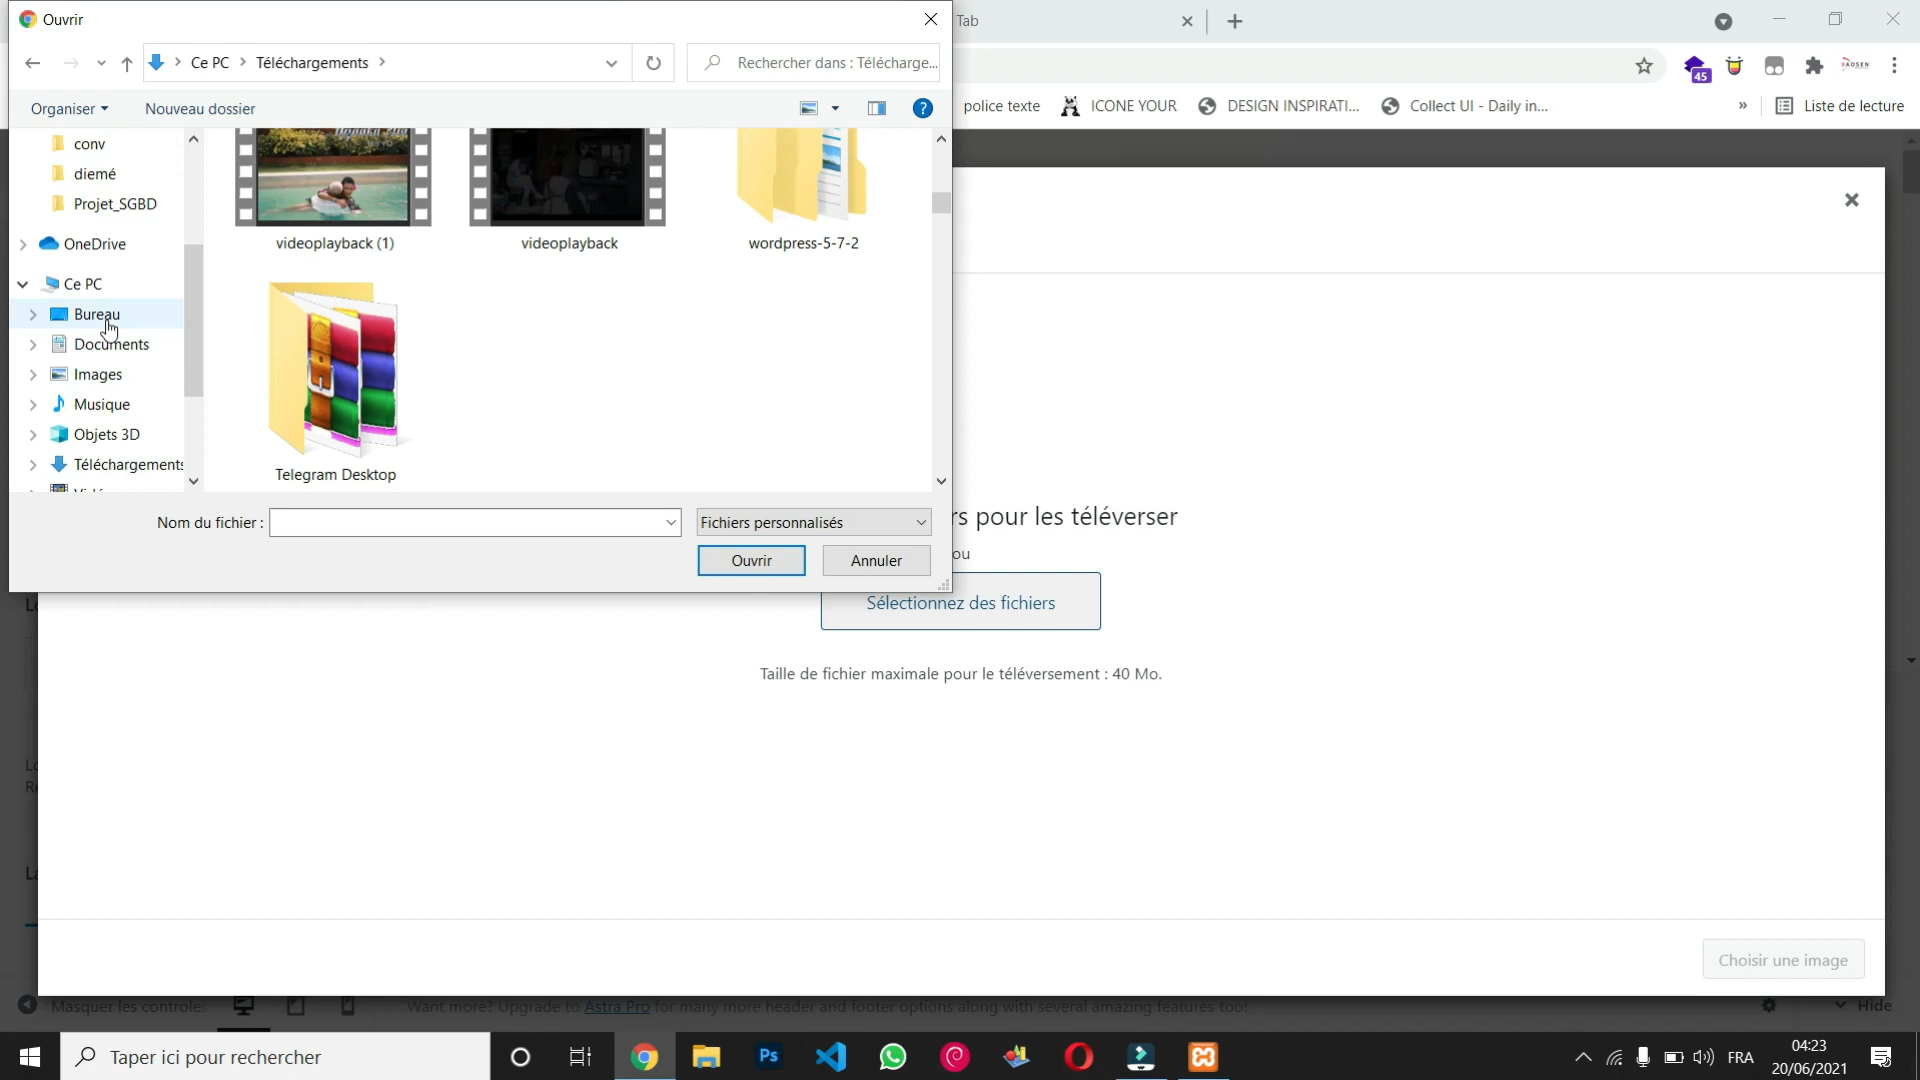 Ouvrir
Tab
Ce PC
Téléchargements
Rechercher dans : Télécharge...
45
DAOSEN
Organiser
Nouveau dossier
police texte
ICONE YOUR
DESIGN INSPIRATI...
Collect UI - Daily in...
»
Liste de lecture
conv
diemé
Projet_SGBD
OneDrive
Ce PC
Bureau
Documents
Images
Musique
Objets 3D
Téléchargements
videoplayback (1)
videoplayback
wordpress-5-7-2
Telegram Desktop
Nom du fichier :
Fichiers personnalisés
Ouvrir
Annuler
rs pour les téléverser
ou
Sélectionnez des fichiers
Taille de fichier maximale pour le téléversement : 40 Mo.
Choisir une image
Masquer les controle
Want more? Upgrade to Astra Pro for many more header and footer options along with several amazing features too!
Hide
Taper ici pour rechercher
Ps
FRA
04:23
20/06/2021